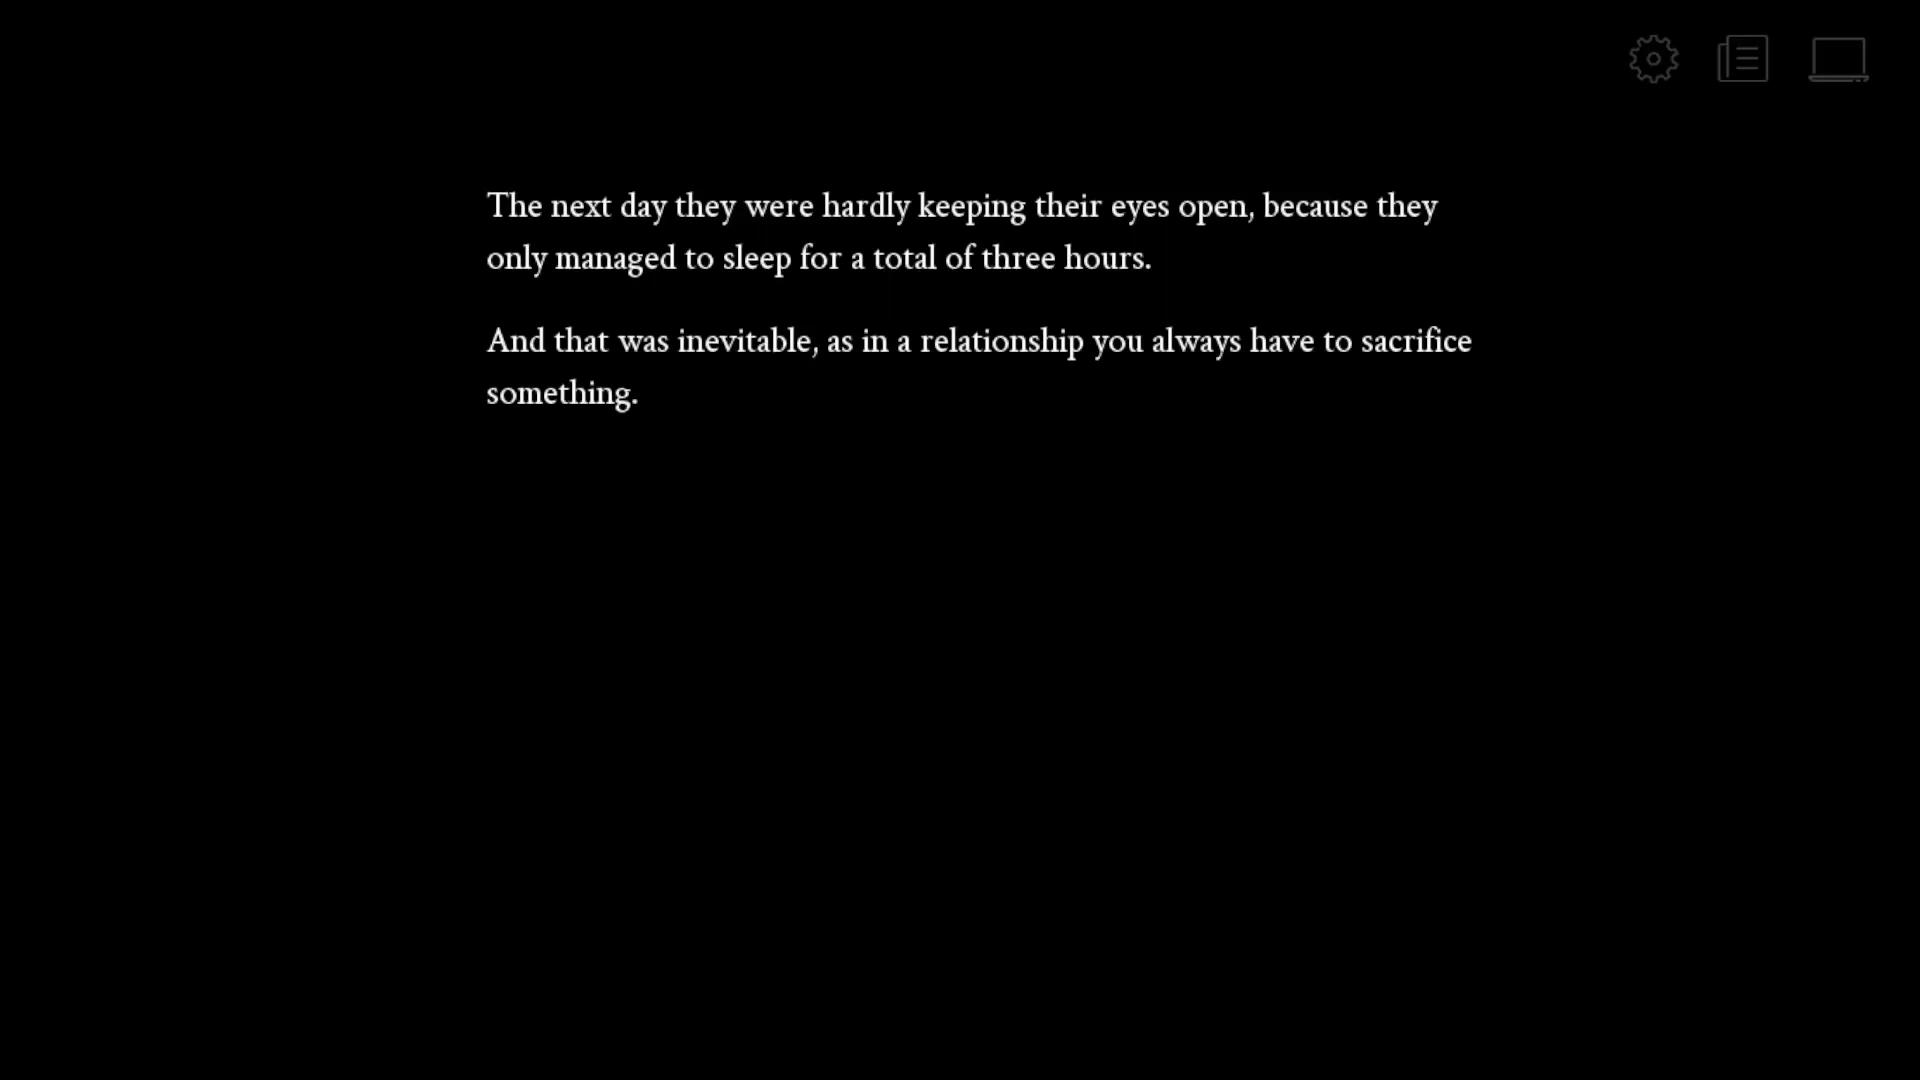 The next day they were hardly keeping their eyes open, because they
only managed to sleep for a total of three hours.
And that was inevitable, as in a relationship you always have to sacrifice
something.